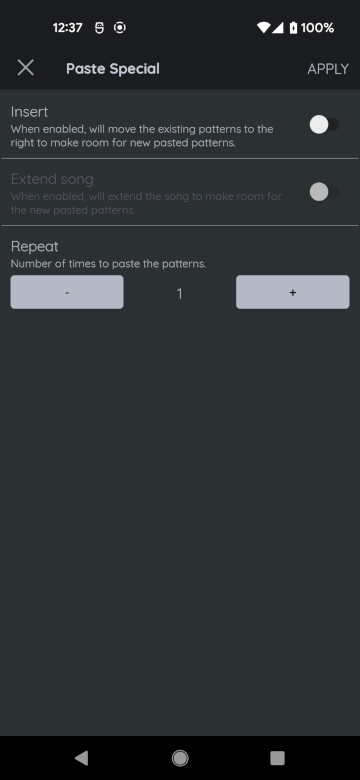 12:37
100%
Paste Special
APPLY
Insert
When enabled, will move the existing patterns to the
right to make room for new pasted patterns.
Extend song
When enabled, will extend the song to make room for
the new pasted patterns.
Repeat
Number of times to paste the patterns.
- 1 +